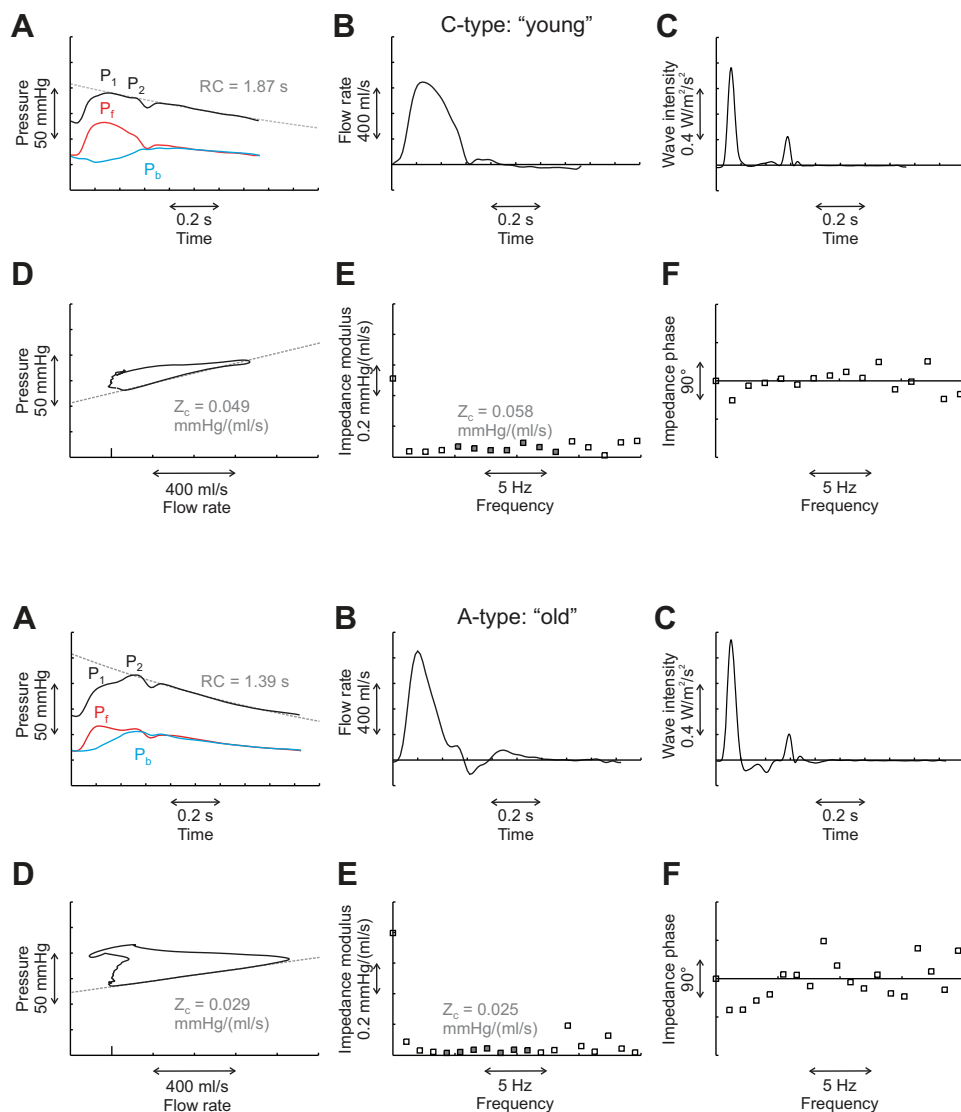 A
B
C-type: "young"
C
Pressure
50 mmHg
P1
P2
RC = 1.87 s
Pf
Pb
0.2 s
Time
Flow rate
400 ml/s
0.2 s
Time
Wave intensity
0.4 W/m²/s²
0.2 s
Time
D
E
F
Pressure
50 mmHg
Zc = 0.049
mmHg/(ml/s)
400 ml/s
Flow rate
Impedance modulus
0.2 mmHg/(ml/s)
Zc = 0.058
mmHg/(ml/s)
5 Hz
Frequency
Impedance phase
90°
5 Hz
Frequency
A
B
A-type: "old"
C
Pressure
50 mmHg
P1
P2
RC = 1.39 s
Pf
Pb
0.2 s
Time
Flow rate
400 ml/s
0.2 s
Time
Wave intensity
0.4 W/m²/s²
0.2 s
Time
D
E
F
Pressure
50 mmHg
Zc = 0.029
mmHg/(ml/s)
400 ml/s
Flow rate
Impedance modulus
0.2 mmHg/(ml/s)
Zc = 0.025
mmHg/(ml/s)
5 Hz
Frequency
Impedance phase
90°
5 Hz
Frequency